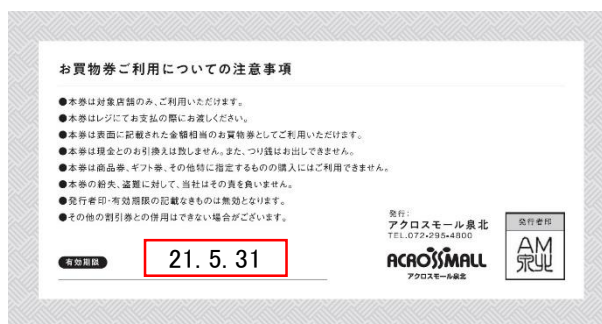 お買物券ご利用についての注意事項
●本券は対象店舗のみ、ご利用いただけます。
●本券はレジにてお支払の際にお渡しください。
●本券は表面に記載された金額相当のお買物券としてご利用いただけます。
●本券は現金とのお引換えは致しません。また、つり銭はお出しできません。
●本券は商品券、ギフト券、その他特に指定するものの購入にはご利用できません。
●本券の紛失、盗難に対して、当社はその責を負いません。
●発行者印・有効期限の記載なきものは無効となります。
●その他の割引券との併用はできない場合がございます。
有効期限
21.5.31
発行:
アクロスモール泉北
TEL.072-295-4800
ACROSSMALL
アクロスモール泉北
発行者印
AM
泉北